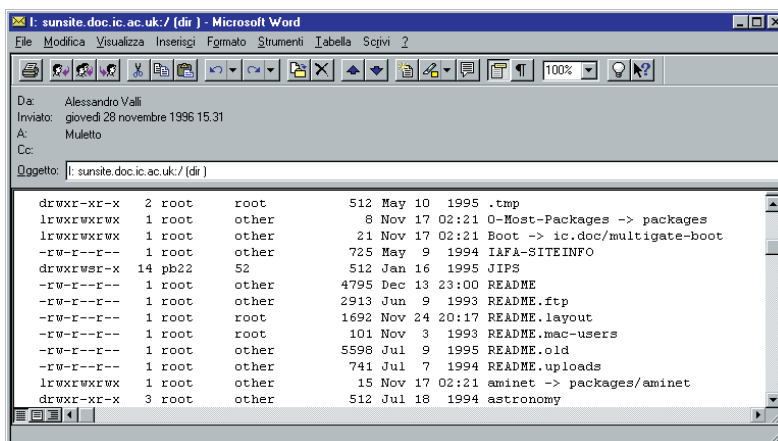 I: sunsite.doc.ic.ac.uk:/ (dir ) - Microsoft Word
File Modifica Visualizza Inserisci Formato Strumenti Tabella Scrivi ?
100%
Da: Alessandro Valli
Inviato: giovedì 28 novembre 1996 15.31
A: Muletto
Cc:
Oggetto: I: sunsite.doc.ic.ac.uk:/ (dir )
drwxr-xr-x 2 root root 512 May 10 1995 .tmp
lrwxrwxrwx 1 root other 8 Nov 17 02:21 0-Most-Packages -> packages
lrwxrwxrwx 1 root other 21 Nov 17 02:21 Boot -> ic.doc/multigate-boot
-rw-r--r-- 1 root other 725 May 9 1994 IAFA-SITEINFO
drwxrwsr-x 14 pb22 52 512 Jan 16 1995 JIPS
-rw-r--r-- 1 root other 4795 Dec 13 23:00 README
-rw-r--r-- 1 root other 2913 Jun 9 1993 README.ftp
-rw-r--r-- 1 root root 1692 Nov 24 20:17 README.layout
-rw-r--r-- 1 root root 101 Nov 3 1993 README.mac-users
-rw-r--r-- 1 root other 5598 Jul 9 1995 README.old
-rw-r--r-- 1 root other 741 Jul 7 1994 README.uploads
lrwxrwxrwx 1 root other 15 Nov 17 02:21 aminet -> packages/aminet
drwxr-xr-x 3 root other 512 Jul 18 1994 astronomy